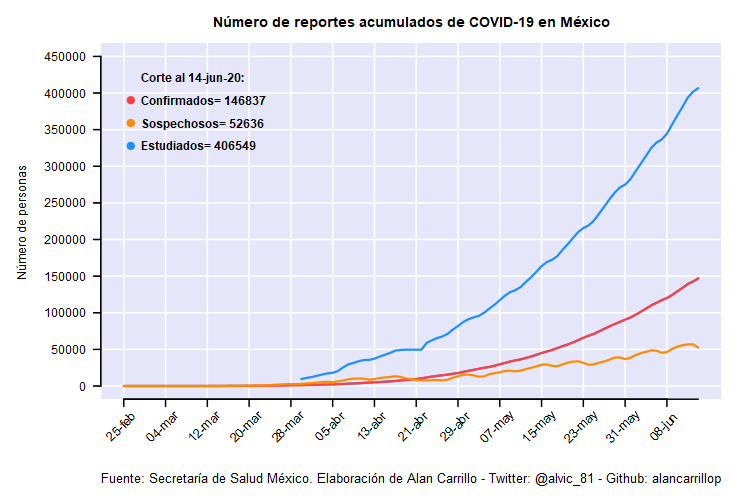 Número de reportes acumulados de COVID-19 en México
Número de personas
450000
400000
350000
300000
250000
200000
150000
100000
50000
0
Corte al 14-jun-20:
Confirmados= 146837
Sospechosos= 52636
Estudiados= 406549
25-feb
04-mar
12-mar
20-mar
28-mar
05-abr
13-abr
21-abr
29-abr
07-may
15-may
23-may
31-may
08-jun
Fuente: Secretaría de Salud México. Elaboración de Alan Carrillo - Twitter: @alvic_81 - Github: alancarrillop